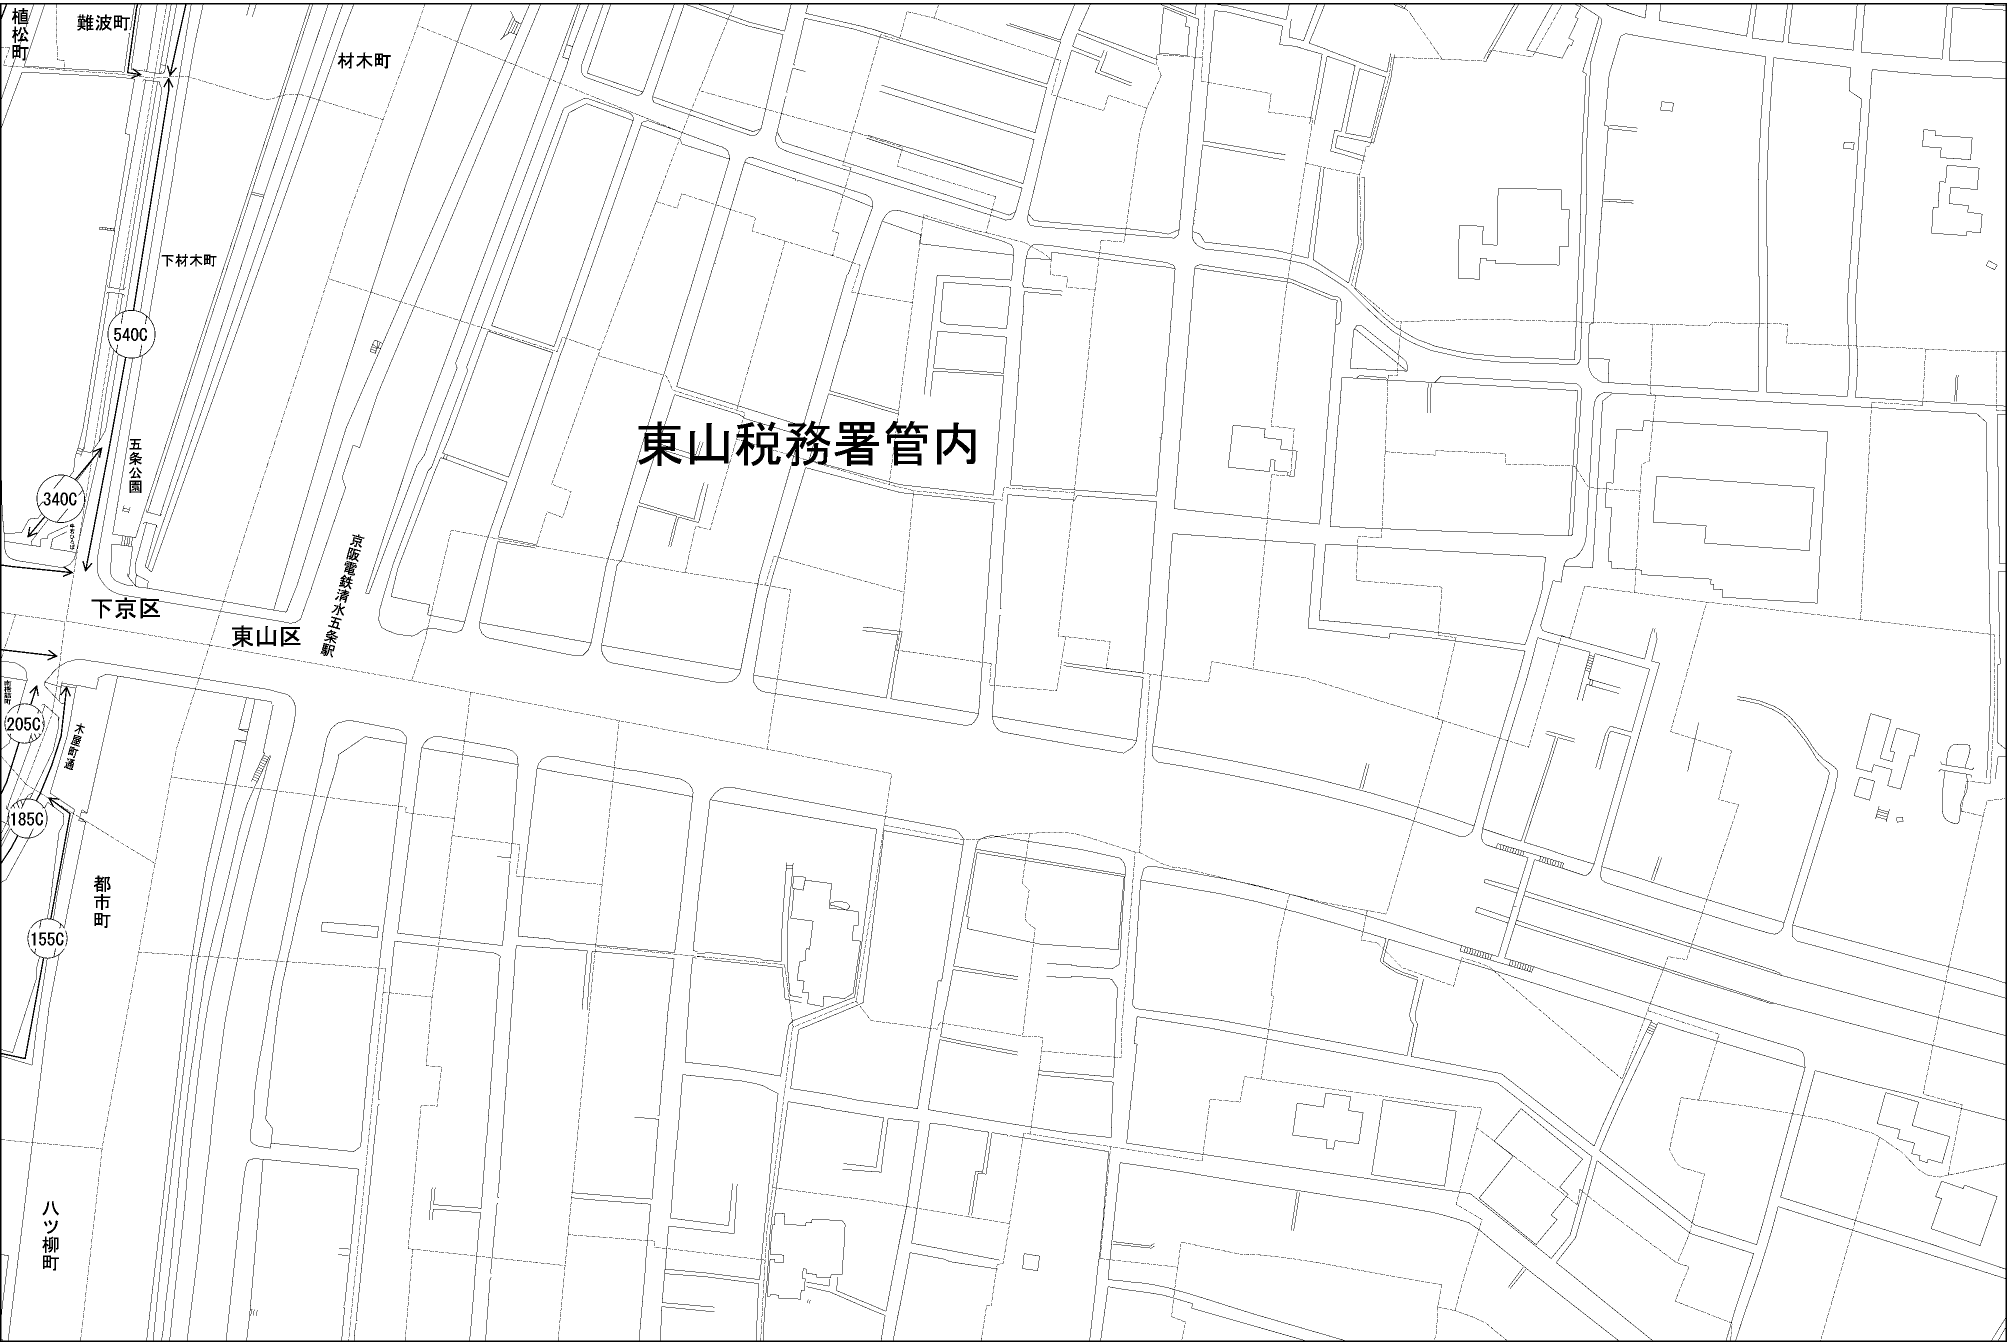 植松町
難波町
材木町
下材木町
540C
五条公園
340C
東山税務署管内
京阪電鉄清水五条駅
下京区
東山区
205C
木屋町通
185C
都市町
155C
八ツ柳町